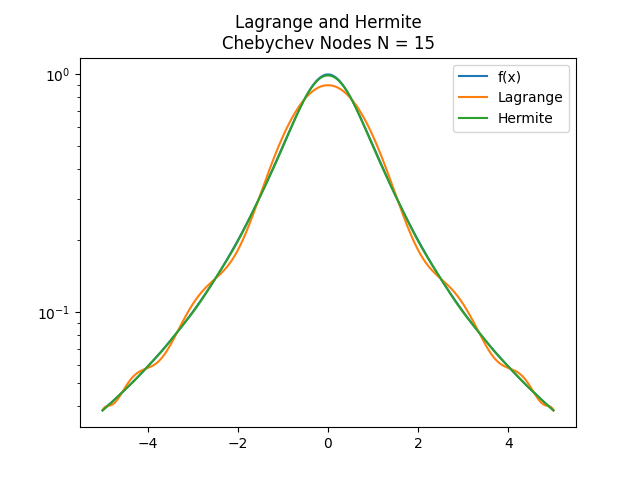 Lagrange and Hermite
Chebychev Nodes N = 15
f(x)
Lagrange
Hermite
10⁰
10⁻¹
−4
−2
0
2
4